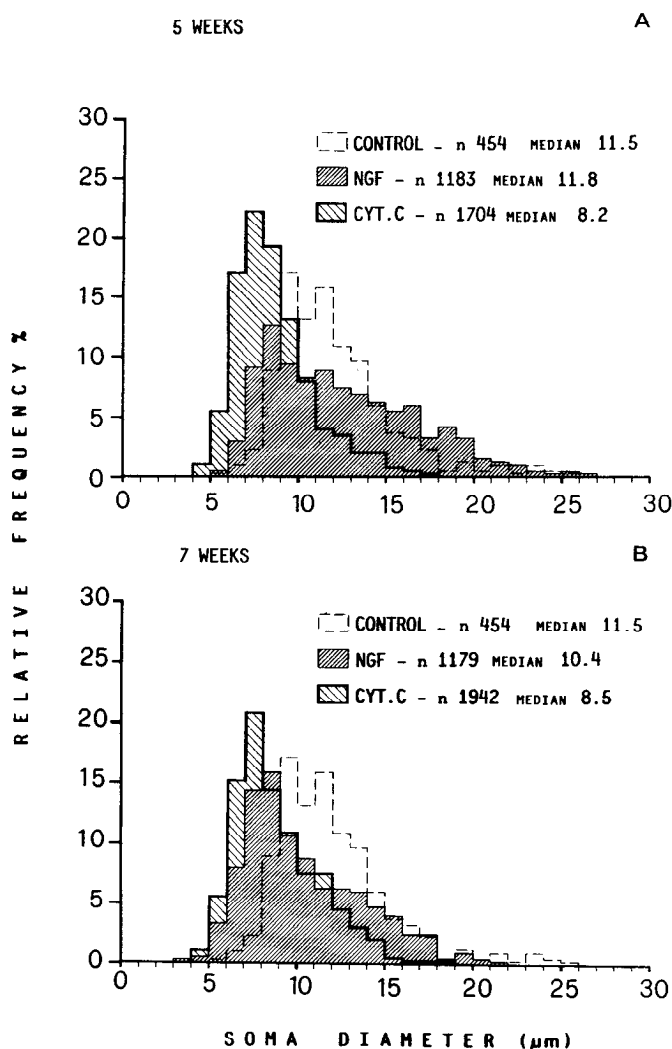 5 WEEKS
A
30
25
20
15
10
5
0
CONTROL - n 454 MEDIAN 11.5
NGF - n 1183 MEDIAN 11.8
CYT.C - n 1704 MEDIAN 8.2
0 5 10 15 20 25 30
RELATIVE FREQUENCY %
7 WEEKS
B
30
25
20
15
10
5
0
CONTROL - n 454 MEDIAN 11.5
NGF - n 1179 MEDIAN 10.4
CYT.C - n 1942 MEDIAN 8.5
0 5 10 15 20 25 30
SOMA DIAMETER (μm)